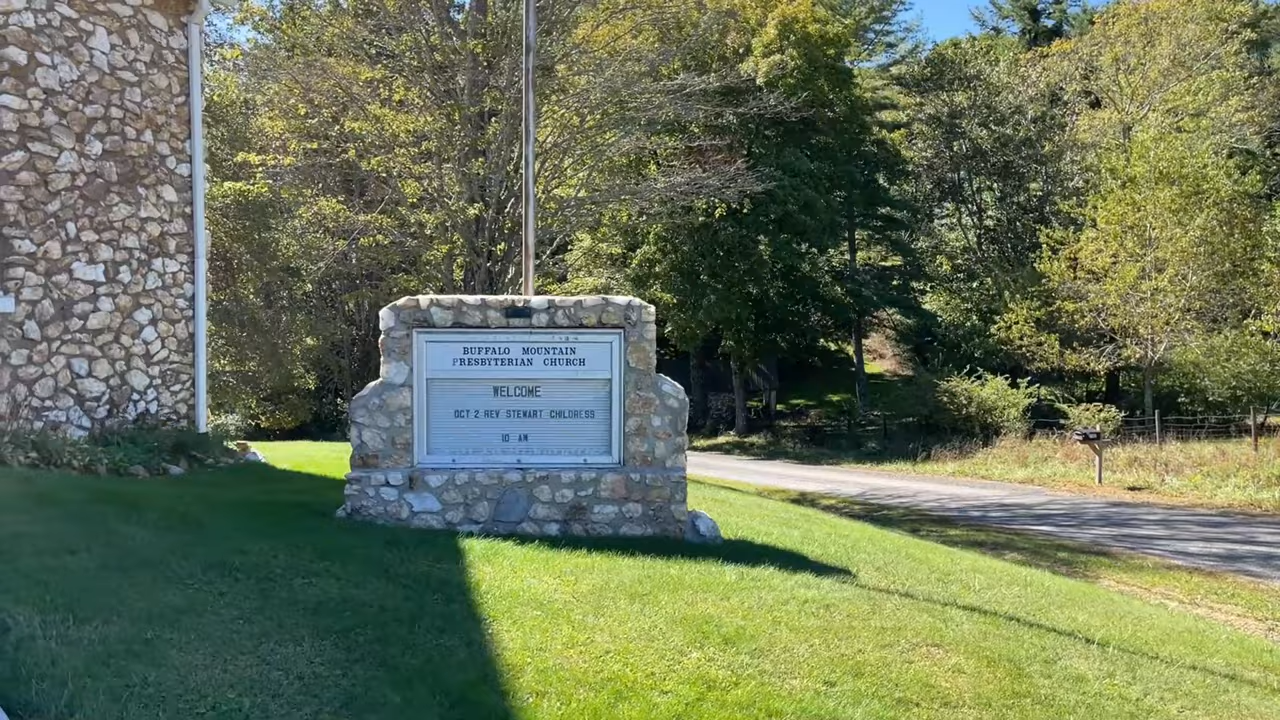 BUFFALO MOUNTAIN
PRESBYTERIAN CHURCH
WELCOME
OCT 2 REV STEWART CHILDRESS
10 AM